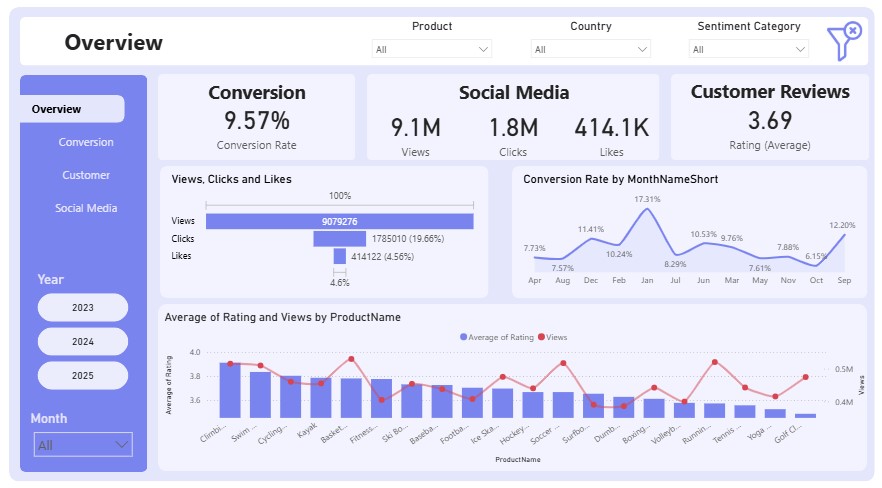 Overview
Product
Country
Sentiment Category
All
All
All
Overview
Conversion
Customer
Social Media
Year
2023
2024
2025
Month
All
Conversion
9.57%
Conversion Rate
Social Media
9.1M
1.8M
414.1K
Views
Clicks
Likes
Customer Reviews
3.69
Rating (Average)
Views, Clicks and Likes
100%
Views
9079276
Clicks
1785010 (19.66%)
Likes
414122 (4.56%)
4.6%
Conversion Rate by MonthNameShort
7.73%
7.57%
11.41%
10.24%
17.31%
8.29%
10.53%
9.76%
7.61%
7.88%
6.15%
12.20%
Apr Aug Dec Feb Jan Jul Jun Mar May Nov Oct Sep
Average of Rating and Views by ProductName
Average of Rating Views
Average of Rating
4.0
3.8
3.6
0.5M
0.4M
Views
Climbi... Swim ... Cycling... Kayak Basket... Fitness... Ski Bo... Baseba... Footba... Ice Ska... Hockey... Soccer ... Surfbo... Dumb... Boxing... Volleyb... Runnin... Tennis ... Yoga ... Golf Cl...
ProductName